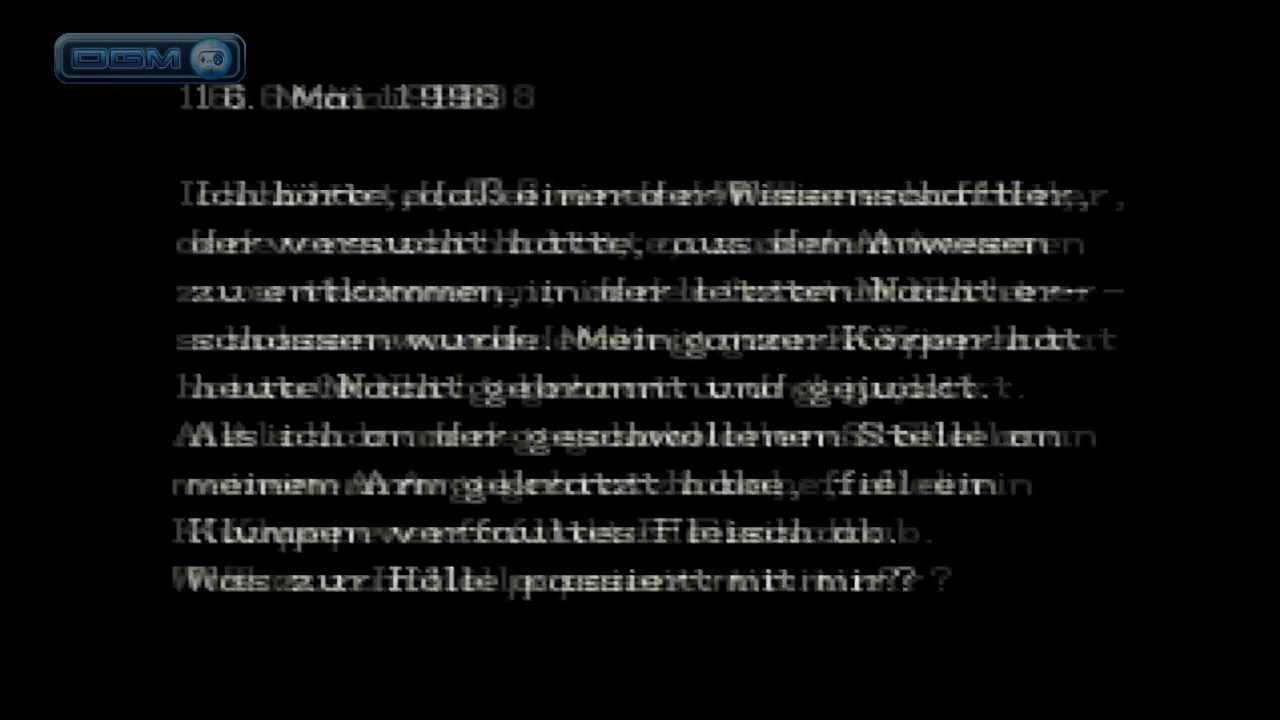 OGM
16. Mai 1998
Ich hörte, daß einer der Wissenschaftler,
der versucht hatte, aus dem Anwesen
zu entkommen, in der letzten Nacht er-
schossen wurde. Mein ganzer Körper hat
heute Nacht gebrannt und gejuckt.
Als ich an der geschwollenen Stelle an
meinem Arm gekratzt habe, fiel ein
Klumpen verfaultes Fleisch ab.
Was zur Hölle passiert mit mir?